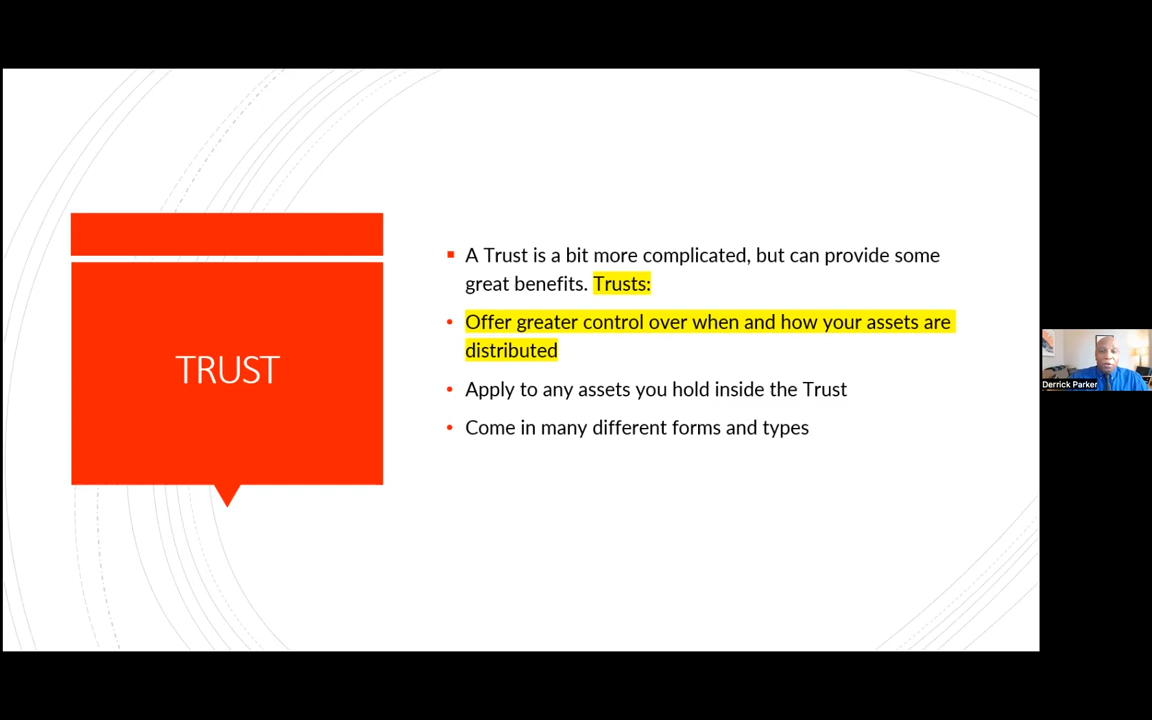 TRUST
A Trust is a bit more complicated, but can provide some
great benefits. Trusts:
Offer greater control over when and how your assets are
distributed
Apply to any assets you hold inside the Trust
Come in many different forms and types
Derrick Parker